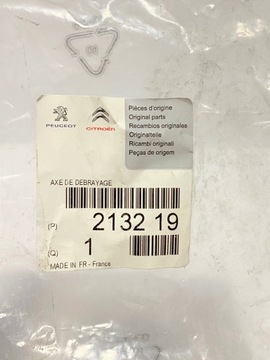 PEUGEOT
CITROËN
Pièces d'origine
Original parts
Recambios originales
Originalteile
Ricambi originali
Peças de origem
AXE DE DEBRAYAGE
(P) 2132 19
(Q) 1
MADE IN FR - France